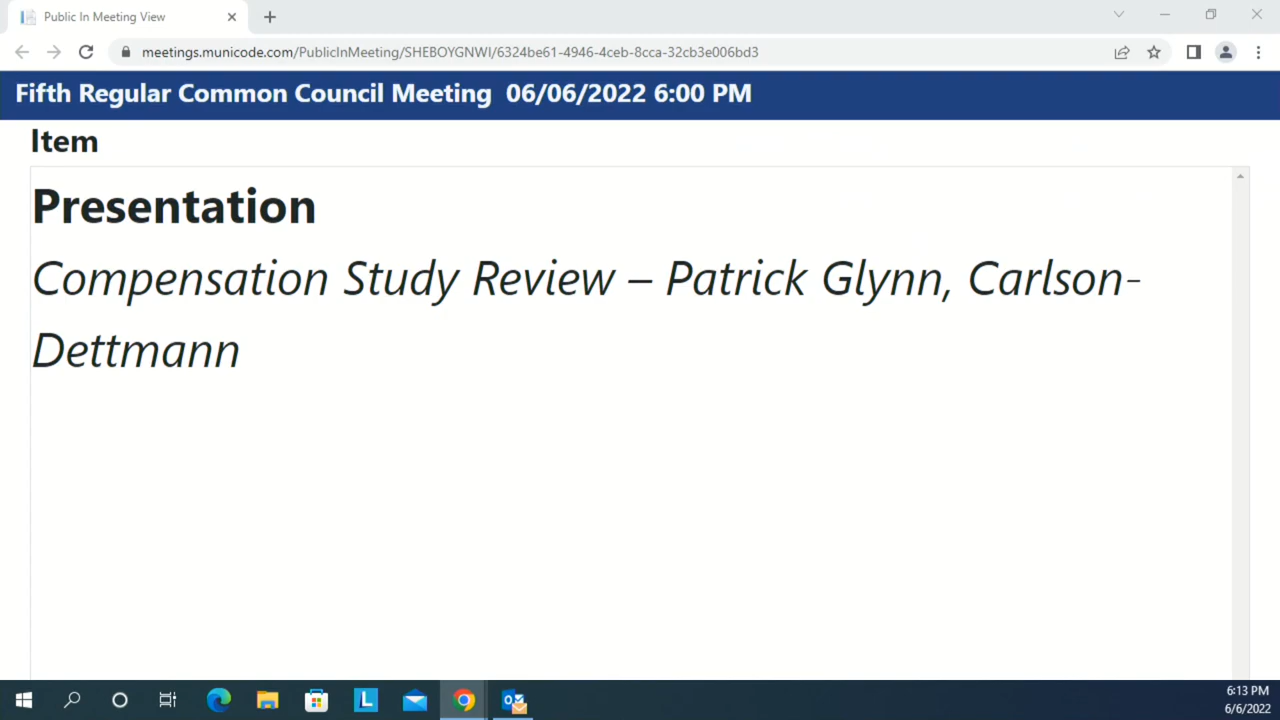 Public In Meeting View
meetings.municode.com/PublicInMeeting/SHEBOYGNWI/6324be61-4946-4ceb-8cca-32cb3e006bd3
Fifth Regular Common Council Meeting 06/06/2022 6:00 PM
Item
Presentation
Compensation Study Review – Patrick Glynn, Carlson-
Dettmann
L
6:13 PM
6/6/2022